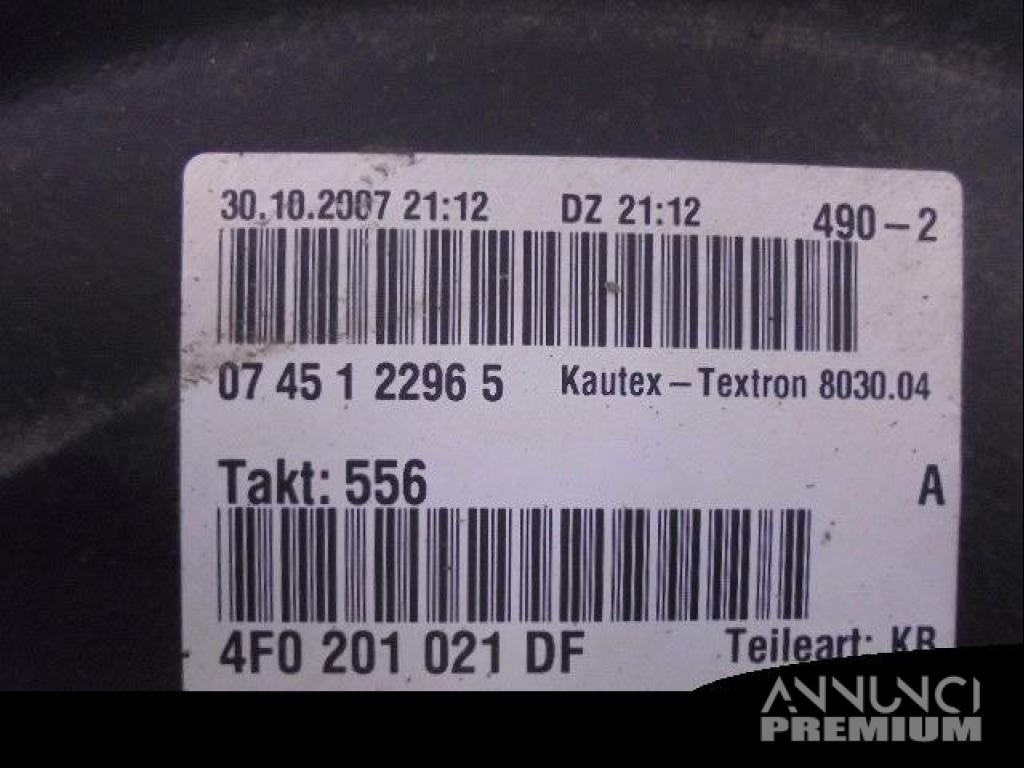 30.10.2007 21:12 DZ 21:12 490-2
07 45 1 2296 5 Kautex-Textron 8030.04
Takt: 556 A
4F0 201 021 DF Teileart: KB
ANNUNCI
PREMIUM